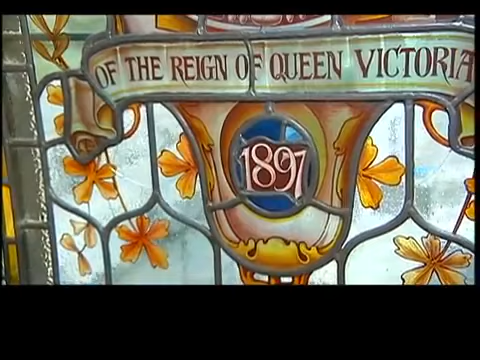 OF THE REIGN OF QUEEN VICTORIA
1897